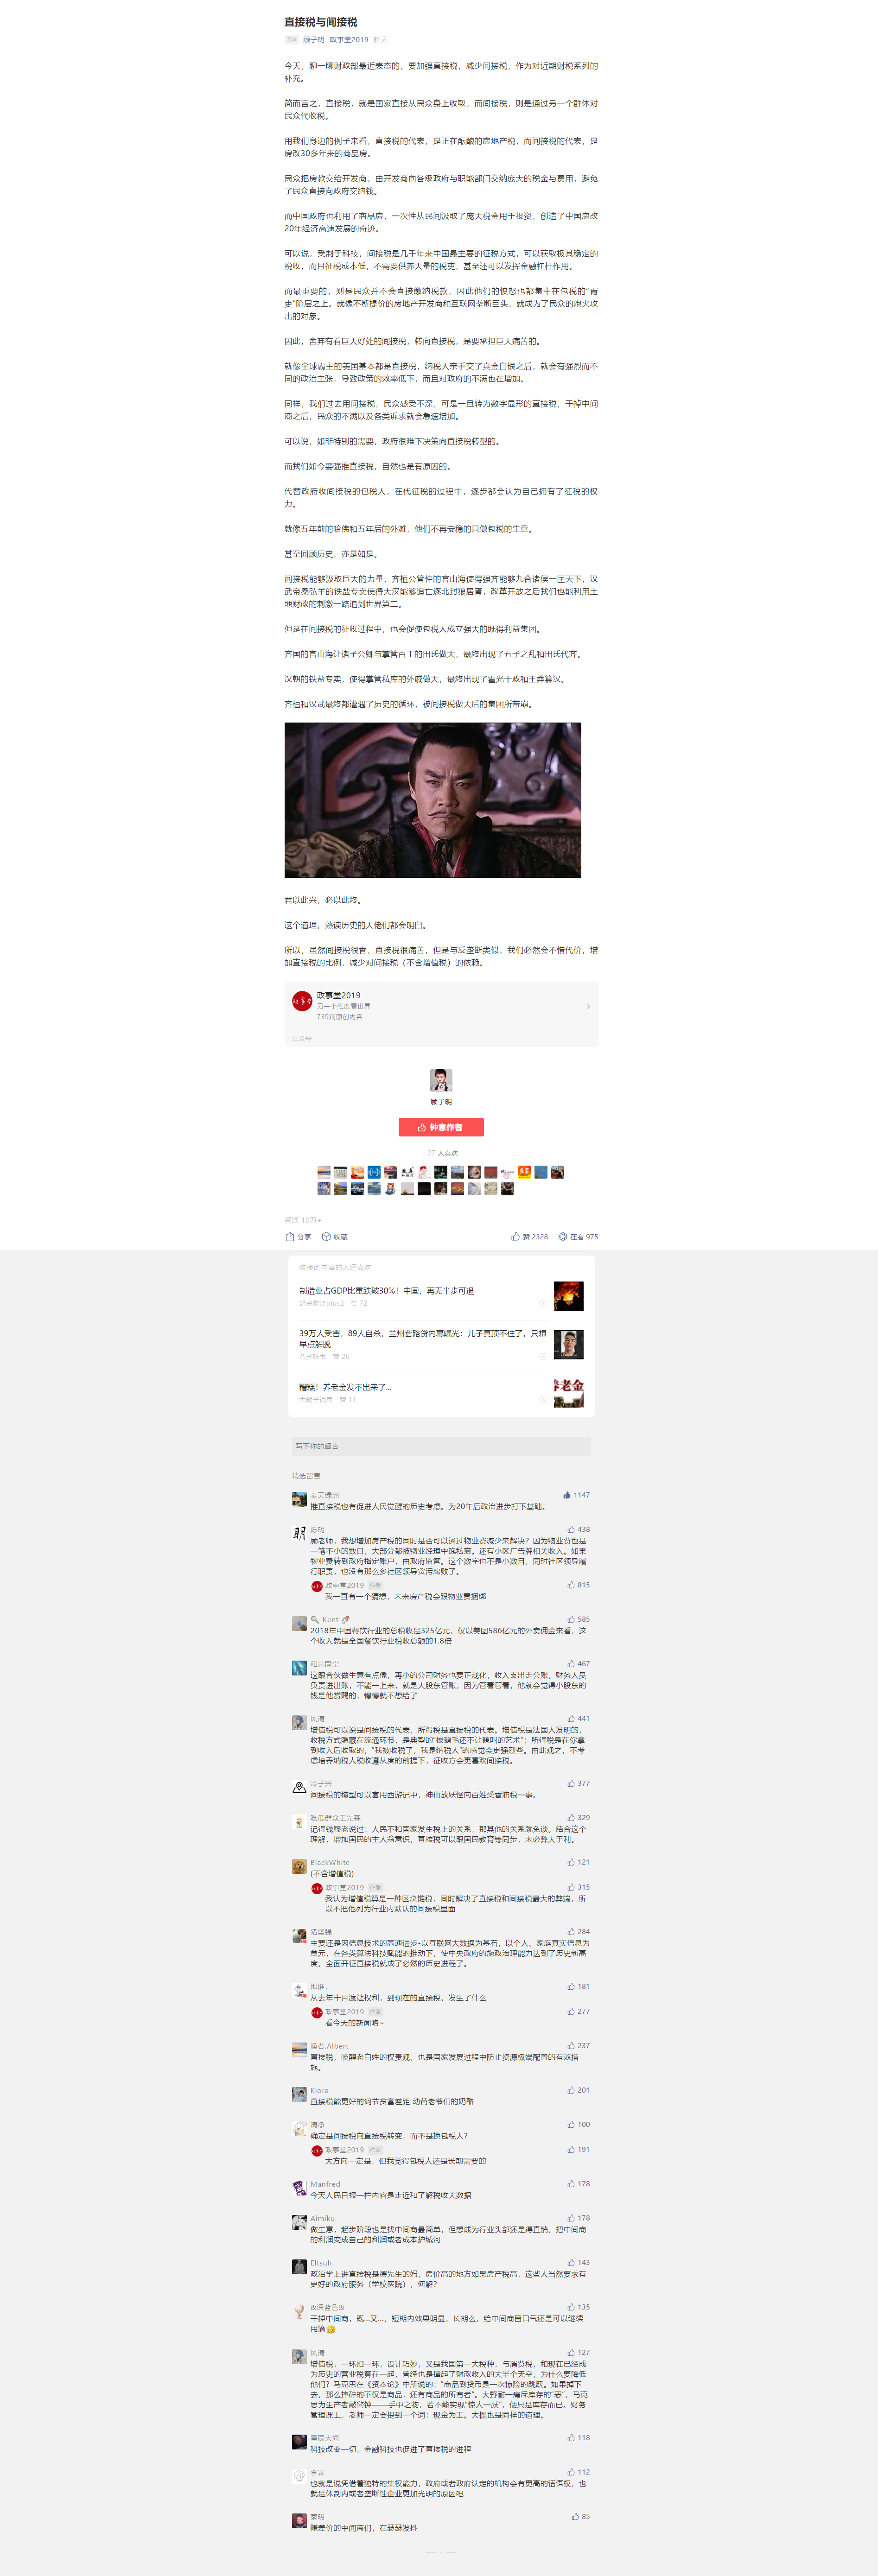 直接税与间接税
原创 顾子明 政事堂2019 昨天
今天，聊一聊财政部最近表态的，要加强直接税，减少间接税，作为对近期财税系列的
补充。
简而言之，直接税，就是国家直接从民众身上收取，而间接税，则是通过另一个群体对
民众代收税。
用我们身边的例子来看，直接税的代表，是正在酝酿的房地产税，而间接税的代表，是
房改30多年来的商品房。
民众把房款交给开发商，由开发商向各级政府与职能部门交纳庞大的税金与费用，避免
了民众直接向政府交纳钱。
而中国政府也利用了商品房，一次性从民间汲取了庞大税金用于投资，创造了中国房改
20年经济高速发展的奇迹。
可以说，受制于科技，间接税是几千年来中国最主要的征税方式，可以获取极其稳定的
税收，而且征税成本低，不需要供养大量的税吏，甚至还可以发挥金融杠杆作用。
而最重要的，则是民众并不会直接缴纳税款，因此他们的愤怒也都集中在包税的“胥
吏”阶层之上。就像不断提价的房地产开发商和互联网垄断巨头，就成为了民众的炮火攻
击的对象。
因此，舍弃有着巨大好处的间接税，转向直接税，是要承担巨大痛苦的。
就像全球霸主的美国基本都是直接税，纳税人亲手交了真金白银之后，就会有强烈而不
同的政治主张，导致政策的效率低下，而且对政府的不满也在增加。
同样，我们过去用间接税，民众感受不深，可是一旦转为数字显形的直接税，干掉中间
商之后，民众的不满以及各类诉求就会急速增加。
可以说，如非特别的需要，政府很难下决策向直接税转型的。
而我们如今要强推直接税，自然也是有原因的。
代替政府收间接税的包税人，在代征税的过程中，逐步都会认为自己拥有了征税的权
力。
就像五年前的哈佛和五年后的外滩，他们不再安稳的只做包税的生意。
甚至回顾历史，亦是如是。
间接税能够汲取巨大的力量，齐桓公管仲的官山海使得强齐能够九合诸侯一匡天下，汉
武帝桑弘羊的铁盐专卖使得大汉能够追亡逐北封狼居胥，改革开放之后我们也能利用土
地财政的刺激一路追到世界第二。
但是在间接税的征收过程中，也会促使包税人成立强大的既得利益集团。
齐国的官山海让诸子公卿与掌管百工的田氏做大，最终出现了五子之乱和田氏代齐。
汉朝的铁盐专卖，使得掌管私库的外戚做大，最终出现了霍光干政和王莽篡汉。
齐桓和汉武最终都遭遇了历史的循环，被间接税做大后的集团所带崩。
君以此兴，必以此终。
这个道理，熟读历史的大佬们都会明白。
所以，虽然间接税很香，直接税很痛苦，但是与反垄断类似，我们必然会不惜代价，增
加直接税的比例，减少对间接税（不含增值税）的依赖。
政事堂2019
另一个维度看世界
739篇原创内容
公众号
顾子明
钟意作者
27 人喜欢
阅读 10万+
分享 收藏 赞 2328 在看 975
收藏此内容的人还喜欢
制造业占GDP比重跌破30%！中国，再无半步可退
起点财经plus2 赞 72
39万人受害，89人自杀，兰州套路贷内幕曝光：儿子真顶不住了，只想
早点解脱
赞 26
糟糕！养老金发不出来了...
赞 11
写下你的留言
精选留言
秦天绿洲 1147
推直接税也有促进人民觉醒的历史考虑。为20年后政治进步打下基础。
陈明 438
顾老师，我想增加房产税的同时是否可以通过物业费减少来解决？因为物业费也是
一笔不小的数目，大部分都被物业经理中饱私囊。还有小区广告牌相关收入。如果
物业费转到政府指定账户，由政府监管。这个数字也不是小数目，同时社区领导履
行职责，也没有那么多社区领导贪污腐败了。
政事堂2019 作者 815
我一直有一个猜想，未来房产税会跟物业费捆绑
Kent 585
2018年中国餐饮行业的总税收是325亿元，仅以美团586亿元的外卖佣金来看，这
个收入就是全国餐饮行业税收总额的1.8倍
和光同尘 467
这跟合伙做生意有点像，再小的公司财务也要正规化，收入支出走公账，财务人员
负责进出账，不能一上来，就是大股东管账，因为管着管着，他就会觉得小股东的
钱是他赏赐的，慢慢就不想给了
风清 441
增值税可以说是间接税的代表，所得税是直接税的代表。增值税是法国人发明的，
收税方式隐藏在流通环节，是典型的“拔鹅毛还不让鹅叫的艺术”；所得税是在你拿
到收入后收取的，“我被收税了，我是纳税人”的感觉会更强烈些。由此观之，不考
虑培养纳税人税收遵从度的前提下，征收方会更喜欢间接税。
冷子兴 377
间接税的模型可以套用西游记中，神仙放妖怪向百姓受香油税一事。
吃瓜群众王先森 329
记得钱穆老说过：人民不和国家发生税上的关系，那其他的关系就免谈。结合这个
理解，增加国民的主人翁意识，直接税可以跟国民教育等同步，未必弊大于利。
BlackWhite 121
(不含增值税)
政事堂2019 作者 315
我认为增值税算是一种区块链税，同时解决了直接税和间接税最大的弊端，所
以不把他列为行业内默认的间接税里面
猪坚强 284
主要还是因信息技术的高速进步-以互联网大数据为基石，以个人，家庭真实信息为
单元，在各类算法科技赋能的推动下，使中央政府的施政治理能力达到了历史新高
度，全面开征直接税就成了必然的历史进程了。
那谁, 181
从去年十月渡让权利，到现在的直接税，发生了什么
政事堂2019 作者 277
看今天的新闻咯~
渔者.Albert 237
直接税，唤醒老白姓的权责观，也是国家发展过程中防止资源极端配置的有效措
施。
Klora 201
直接税能更好的调节贫富差距 动黄老爷们的奶酪
清净 100
确定是间接税向直接税转变，而不是换包税人？
政事堂2019 作者 191
大方向一定是，但我觉得包税人还是长期需要的
Manfred 178
今天人民日报一栏内容是走近和了解税收大数据
Aimiku 178
做生意，起步阶段也是找中间商最简单，但想成为行业头部还是得直销，把中间商
的利润变成自己的利润或者成本护城河
Eltsuh 143
政治学上讲直接税是德先生的妈，房价高的地方如果房产税高，这些人当然要求有
更好的政府服务（学校医院），何解？
&深蓝色& 135
干掉中间商，既...又...，短期内效果明显，长期么，给中间商留口气还是可以继续
用滴
风清 127
增值税，一环扣一环，设计巧妙，又是我国第一大税种，与消费税，和现在已经成
为历史的营业税算在一起，曾经也是撑起了财政收入的大半个天空，为什么要降低
他们？马克思在《资本论》中所说的：“商品到货币是一次惊险的跳跃。如果掉下
去，那么摔碎的不仅是商品，还有商品的所有者”。大野耐一痛斥库存的“恶”，马克
思为生产者敲警钟——手中之物，若不能实现“惊人一跃”，便只是库存而已。财务
管理课上，老师一定会提到一个词：现金为王。大概也是同样的道理。
星辰大海 118
科技改变一切，金融科技也促进了直接税的进程
李寰 112
也就是说凭借着独特的集权能力，政府或者政府认定的机构会有更高的话语权，也
就是体制内或者垄断性企业更加光明的原因吧
黎明 85
赚差价的中间商们，在瑟瑟发抖